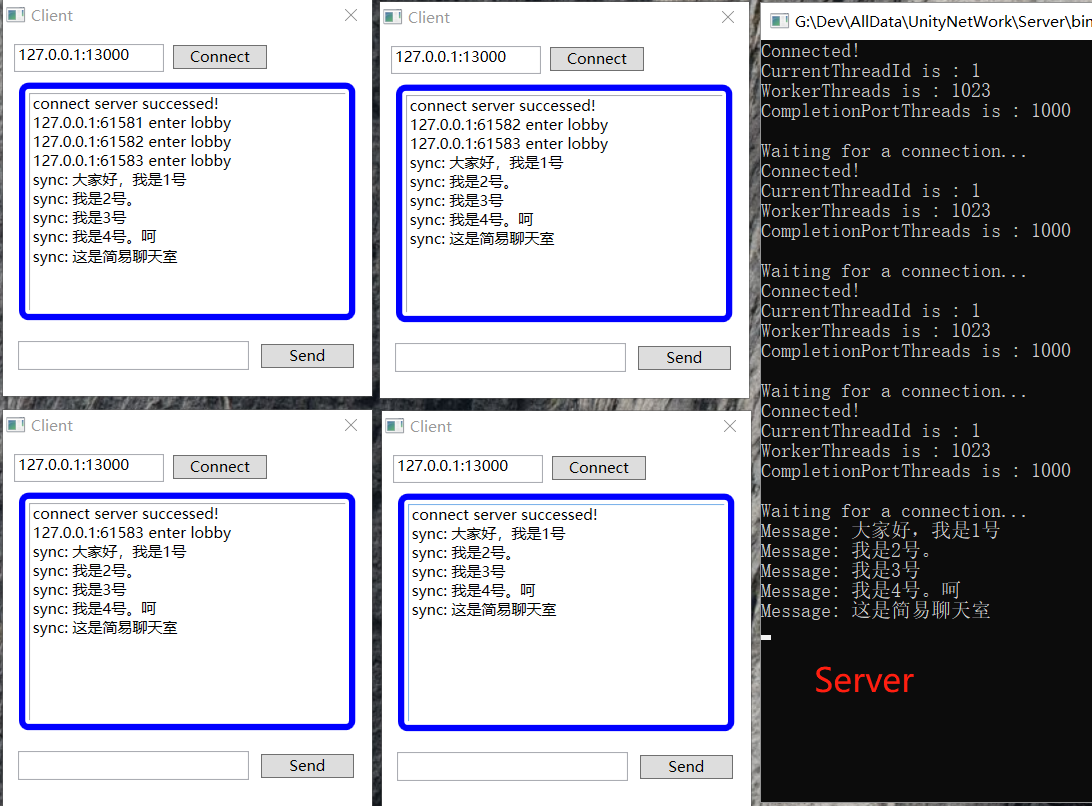 Client
127.0.0.1:13000
Connect
connect server successed!
127.0.0.1:61581 enter lobby
127.0.0.1:61582 enter lobby
127.0.0.1:61583 enter lobby
sync: 大家好，我是1号
sync: 我是2号。
sync: 我是3号
sync: 我是4号。呵
sync: 这是简易聊天室
Send
Client
127.0.0.1:13000
Connect
connect server successed!
127.0.0.1:61582 enter lobby
127.0.0.1:61583 enter lobby
sync: 大家好，我是1号
sync: 我是2号。
sync: 我是3号
sync: 我是4号。呵
sync: 这是简易聊天室
Send
Client
127.0.0.1:13000
Connect
connect server successed!
127.0.0.1:61583 enter lobby
sync: 大家好，我是1号
sync: 我是2号。
sync: 我是3号
sync: 我是4号。呵
sync: 这是简易聊天室
Send
Client
127.0.0.1:13000
Connect
connect server successed!
sync: 大家好，我是1号
sync: 我是2号。
sync: 我是3号
sync: 我是4号。呵
sync: 这是简易聊天室
Send
G:\Dev\AllData\UnityNetWork\Server\bin
Connected!
CurrentThreadId is : 1
WorkerThreads is : 1023
CompletionPortThreads is : 1000
Waiting for a connection...
Connected!
CurrentThreadId is : 1
WorkerThreads is : 1023
CompletionPortThreads is : 1000
Waiting for a connection...
Connected!
CurrentThreadId is : 1
WorkerThreads is : 1023
CompletionPortThreads is : 1000
Waiting for a connection...
Connected!
CurrentThreadId is : 1
WorkerThreads is : 1023
CompletionPortThreads is : 1000
Waiting for a connection...
Message: 大家好，我是1号
Message: 我是2号。
Message: 我是3号
Message: 我是4号。呵
Message: 这是简易聊天室
Server